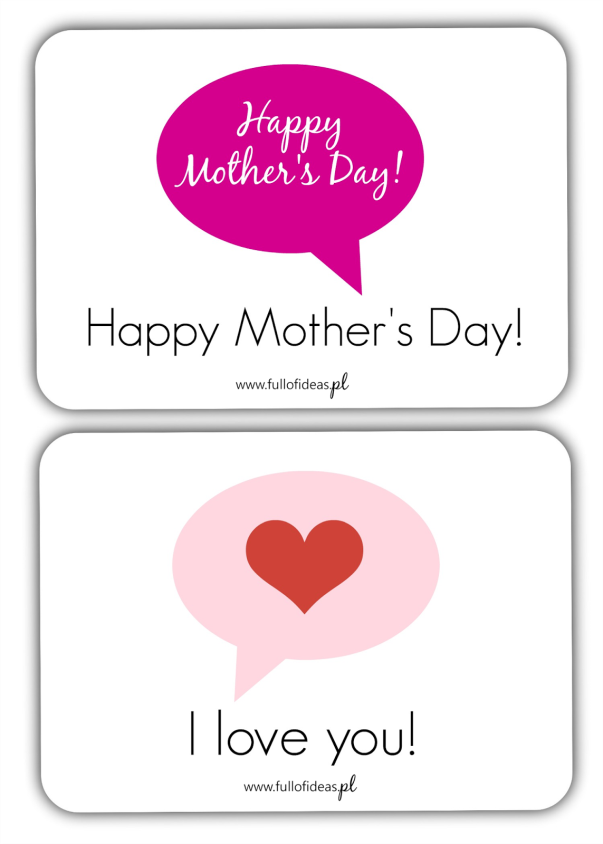 Happy
Mother's Day!
Happy Mother's Day!
www.fullofideas.pl
I love you!
www.fullofideas.pl